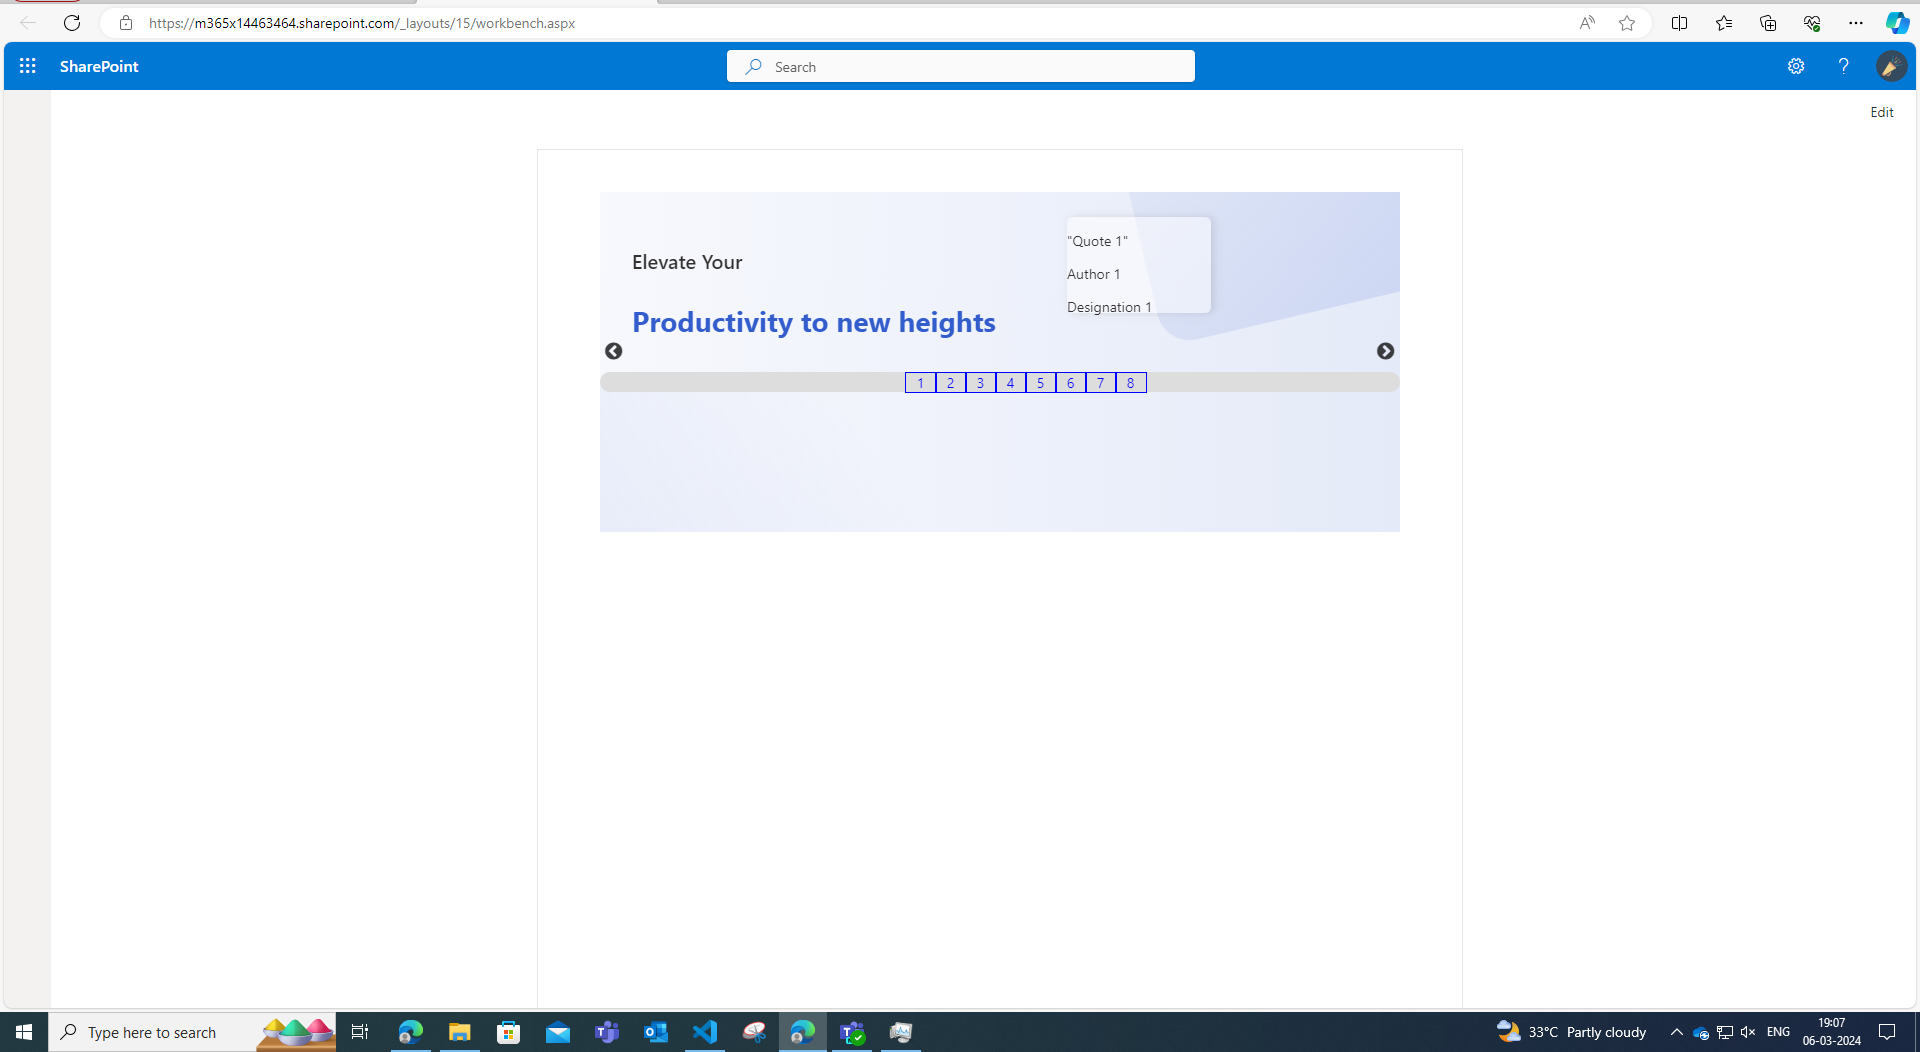 https://m365x14463464.sharepoint.com/_layouts/15/workbench.aspx
SharePoint
Search
Edit
Elevate Your
Productivity to new heights
"Quote 1"
Author 1
Designation 1
1 2 3 4 5 6 7 8
Type here to search
33°C Partly cloudy
ENG
19:07
06-03-2024